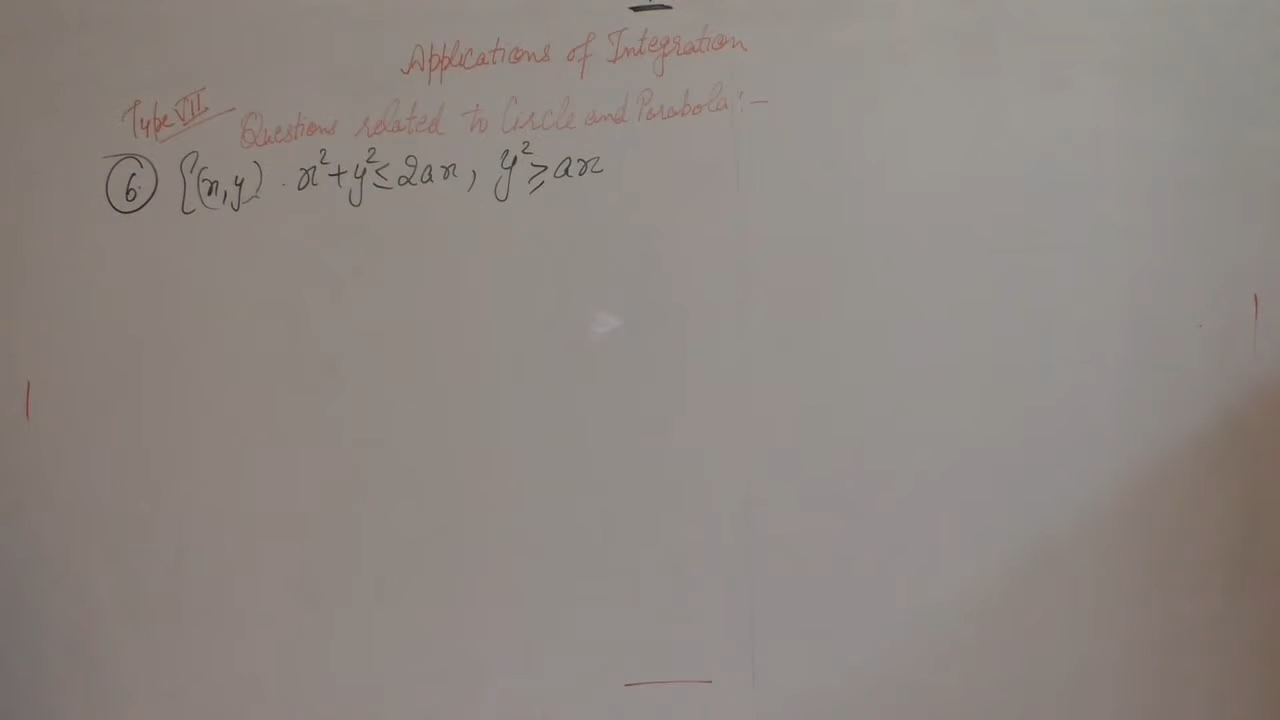 Applications of Integration
Type VII
Questions related to Circle and Parabola :-
⑥ {(x,y) . x²+y² ≤ 2ax, y² ≥ ax